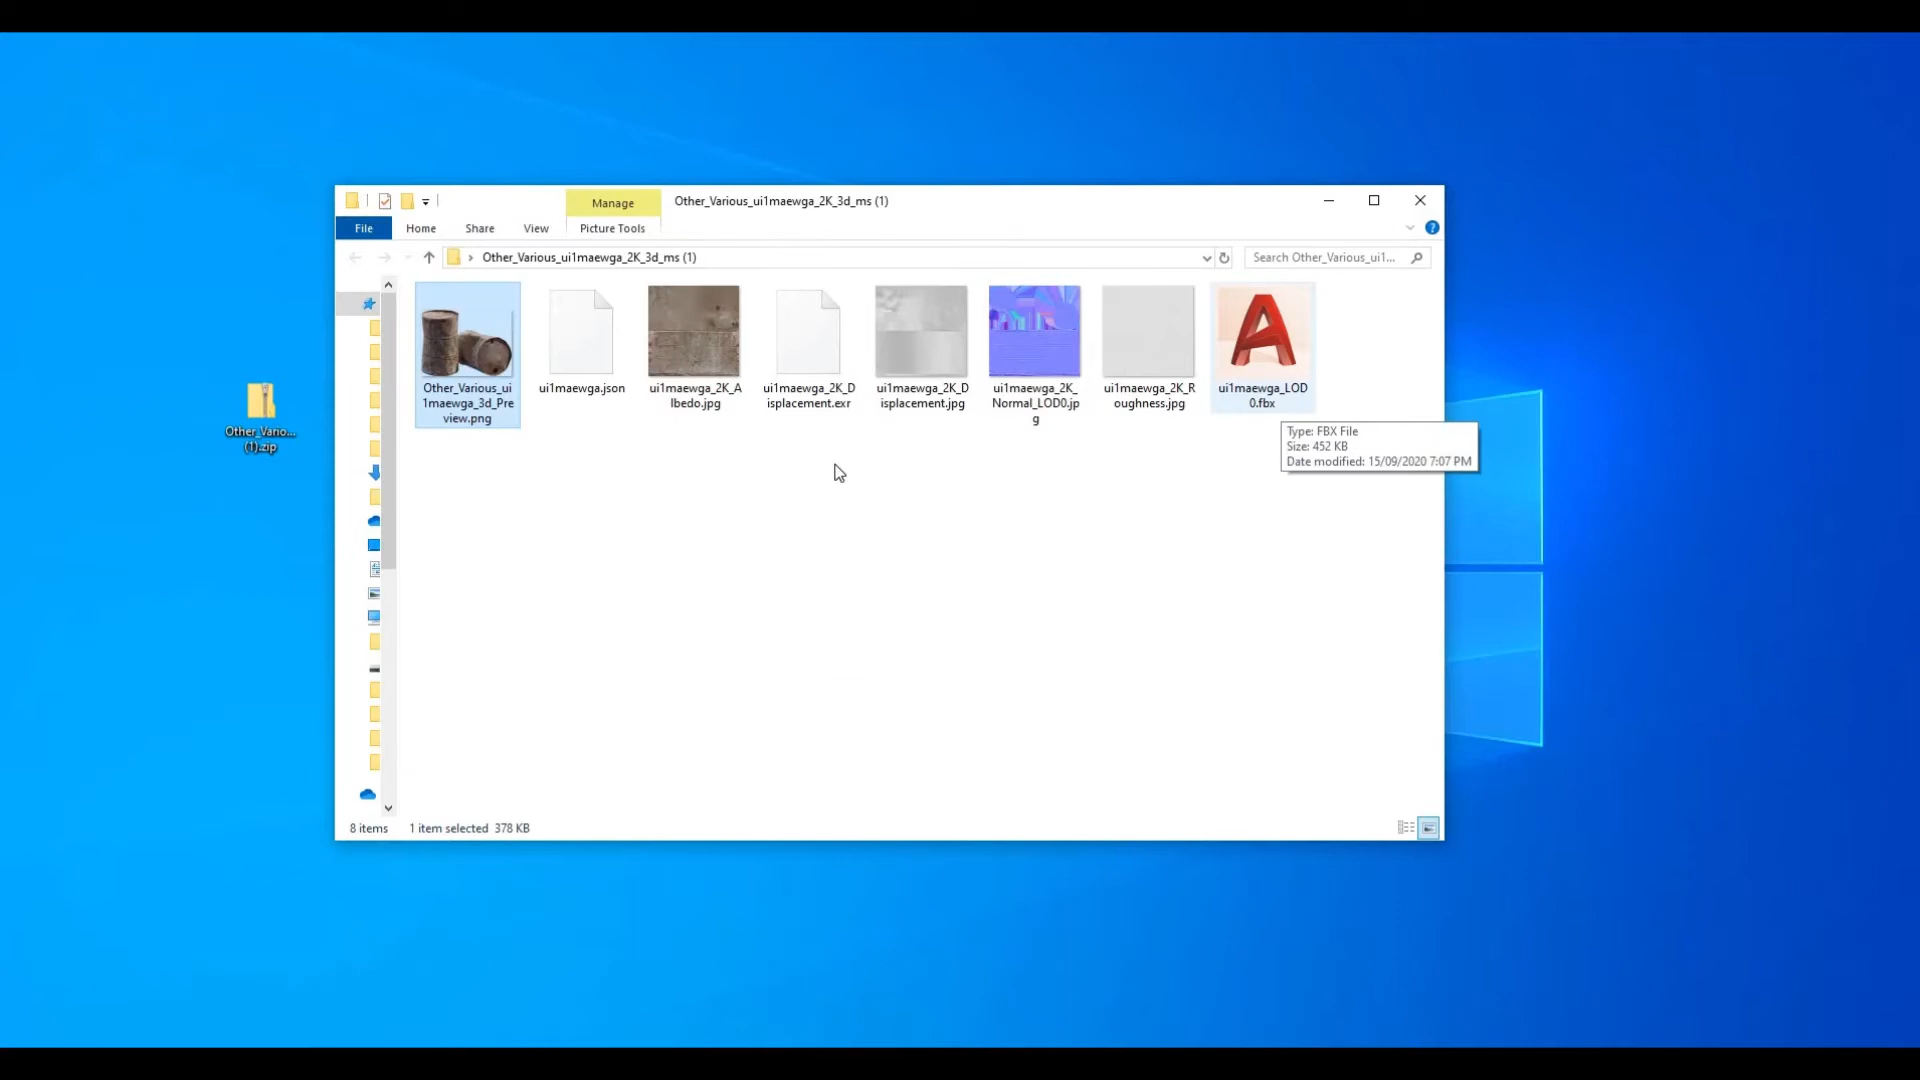 Manage
Other_Various_ui1maewga_2K_3d_ms (1)
File
Home
Share
View
Picture Tools
Other_Various_ui1maewga_2K_3d_ms (1)
Search Other_Various_ui1...
Other_Various_ui
1maewga_3d_Pre
view.png
ui1maewga.json
ui1maewga_2K_A
lbedo.jpg
ui1maewga_2K_D
isplacement.exr
ui1maewga_2K_D
isplacement.jpg
ui1maewga_2K_
Normal_LOD0.jp
g
ui1maewga_2K_R
oughness.jpg
ui1maewga_LOD
0.fbx
Type: FBX File
Size: 452 KB
Date modified: 15/09/2020 7:07 PM
Other_Vario...
(1).zip
8 items
1 item selected 378 KB